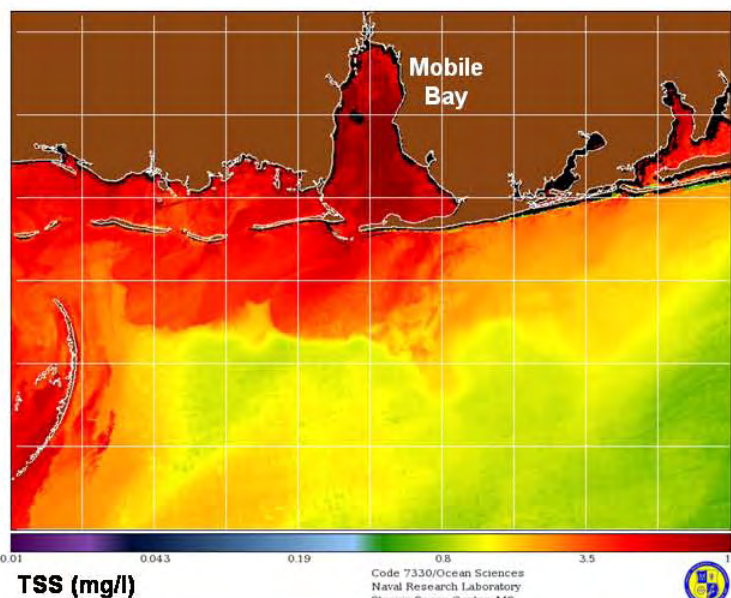 Mobile
Bay
0.01 0.043 0.19 0.8 3.5 1
TSS (mg/l)
Code 7330/Ocean Sciences
Naval Research Laboratory